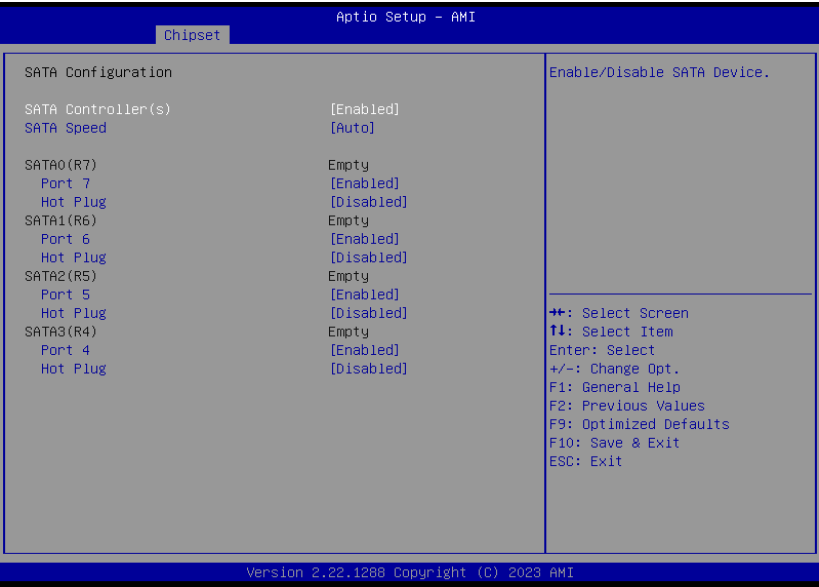 Aptio Setup – AMI
Chipset
SATA Configuration
SATA Controller(s) [Enabled]
SATA Speed [Auto]
SATA0(R7) Empty
Port 7 [Enabled]
Hot Plug [Disabled]
SATA1(R6) Empty
Port 6 [Enabled]
Hot Plug [Disabled]
SATA2(R5) Empty
Port 5 [Enabled]
Hot Plug [Disabled]
SATA3(R4) Empty
Port 4 [Enabled]
Hot Plug [Disabled]
Enable/Disable SATA Device.
→←: Select Screen
↑↓: Select Item
Enter: Select
+/-: Change Opt.
F1: General Help
F2: Previous Values
F9: Optimized Defaults
F10: Save & Exit
ESC: Exit
Version 2.22.1288 Copyright (C) 2023 AMI